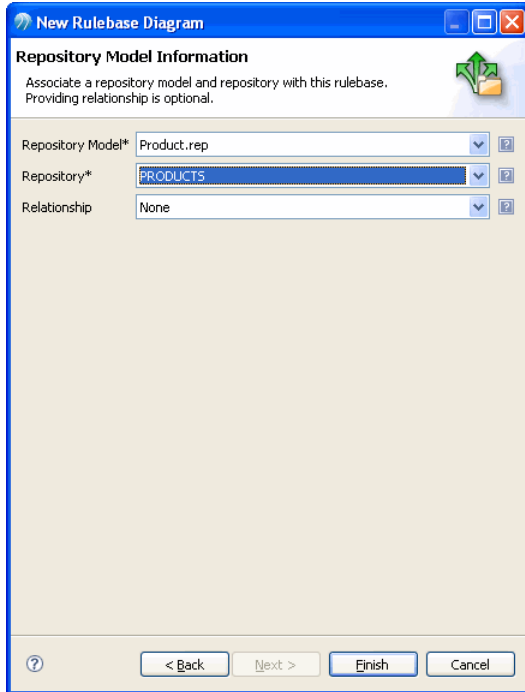 New Rulebase Diagram
Repository Model Information
Associate a repository model and repository with this rulebase.
Providing relationship is optional.
Repository Model* Product.rep
Repository* PRODUCTS
Relationship None
< Back Next > Finish Cancel